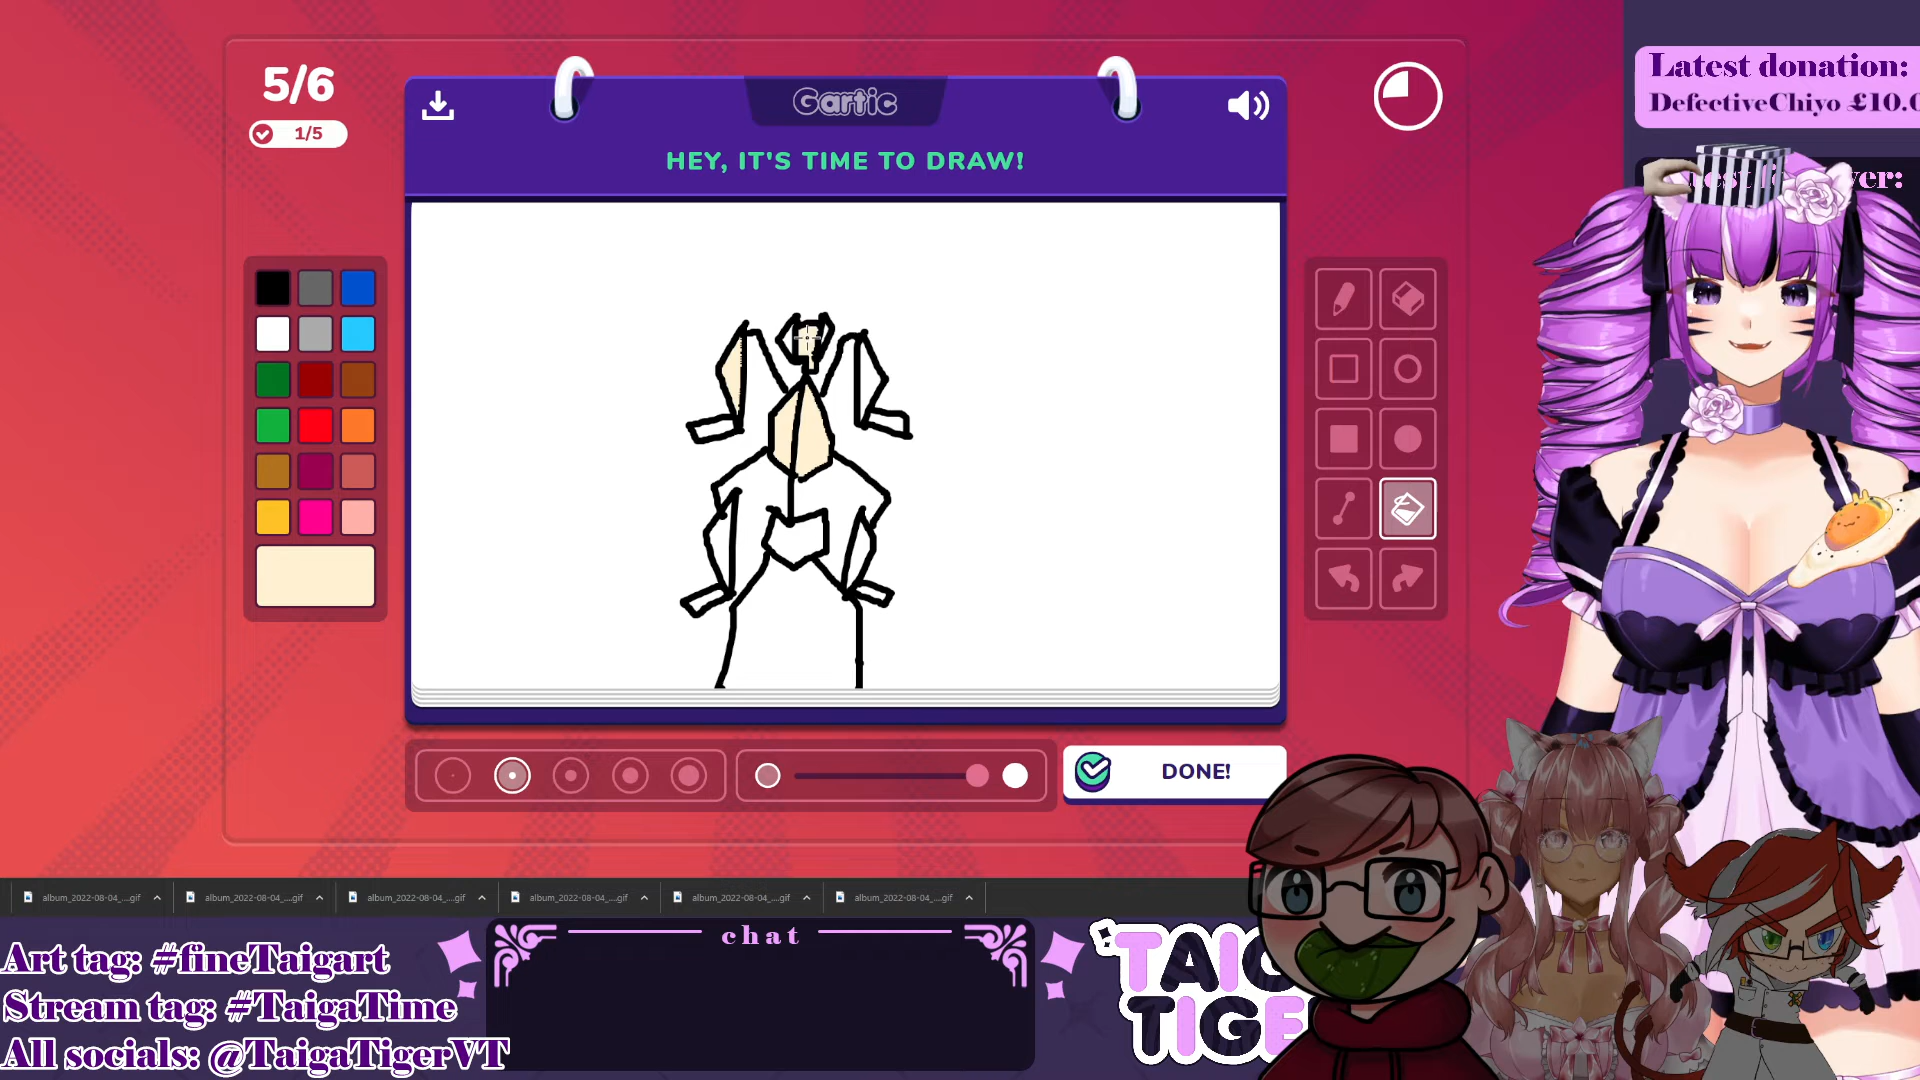 5/6
1/5
Gartic
HEY, IT'S TIME TO DRAW!
Latest donation:
DefectiveChiyo £10.0
DONE!
album_2022-08-04_....gif
album_2022-08-04_....gif
album_2022-08-04_....gif
album_2022-08-04_....gif
album_2022-08-04_....gif
album_2022-08-04_....gif
Art tag: #fineTaigart
Stream tag: #TaigaTime
All socials: @TaigaTigerVT
chat
TAIG
TIGE